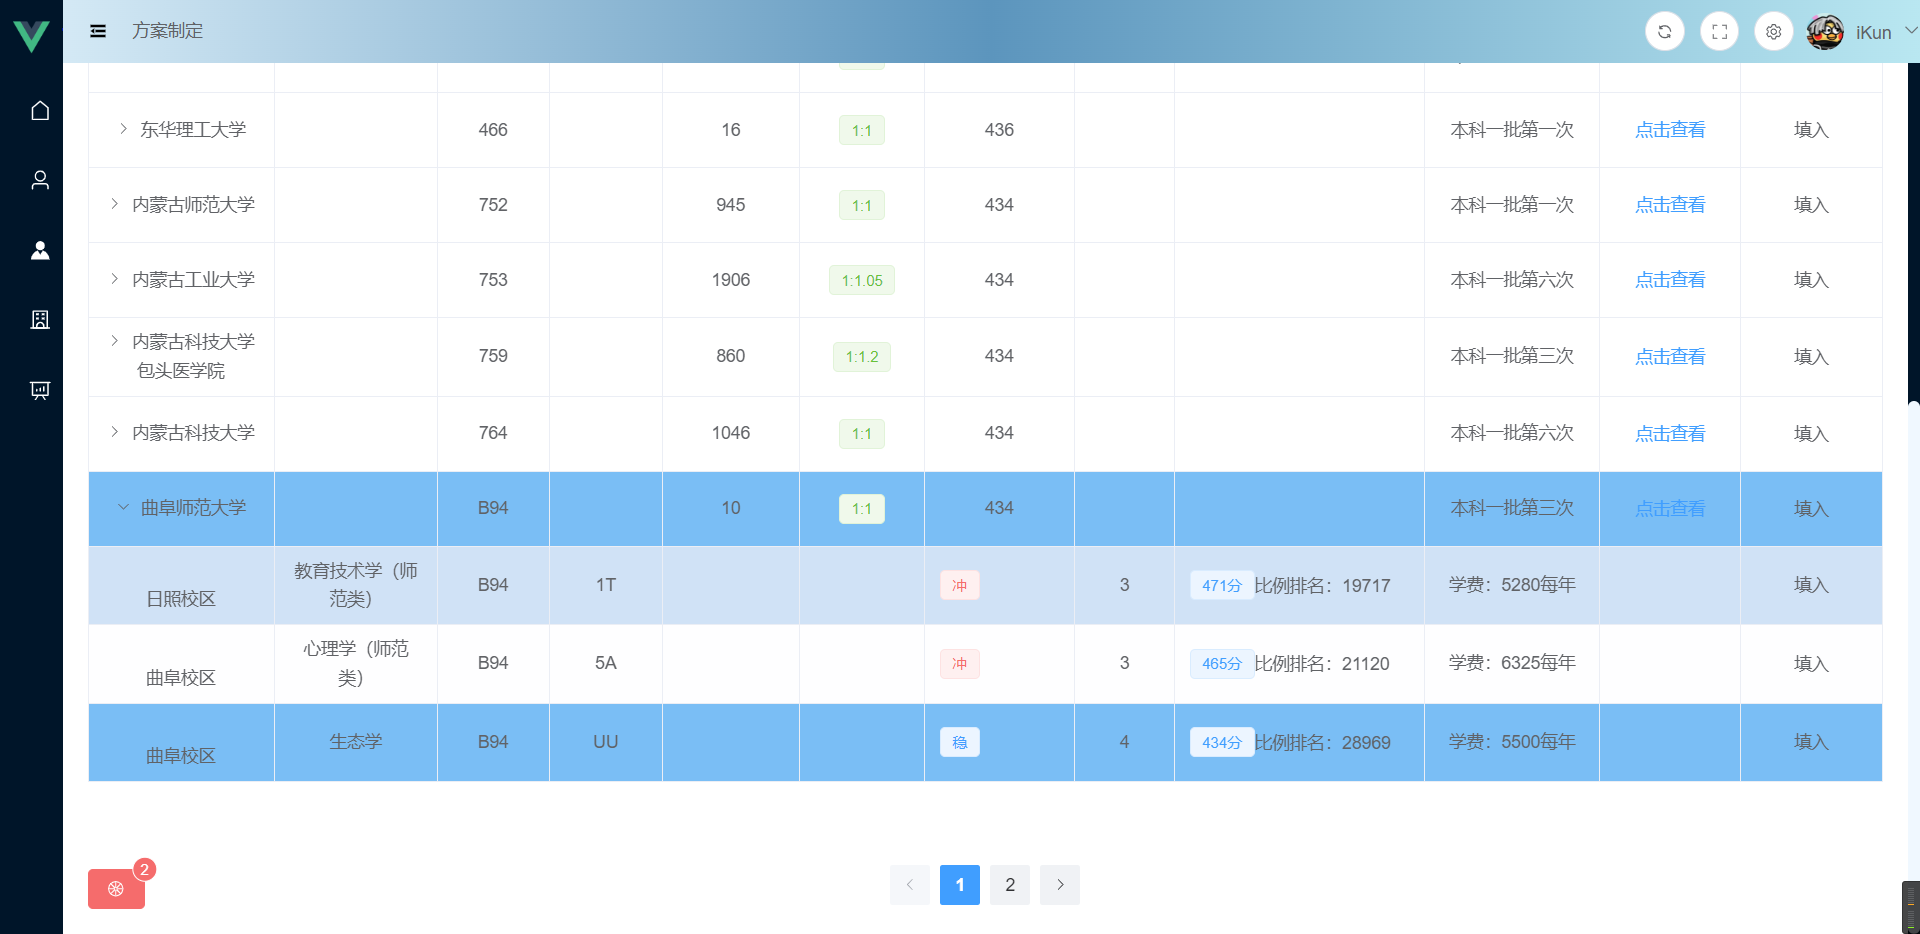 方案制定
iKun
东华理工大学 466 16 1:1 436 本科一批第一次 点击查看 填入
内蒙古师范大学 752 945 1:1 434 本科一批第一次 点击查看 填入
内蒙古工业大学 753 1906 1:1.05 434 本科一批第六次 点击查看 填入
内蒙古科技大学
包头医学院
759 860 1:1.2 434 本科一批第三次 点击查看 填入
内蒙古科技大学 764 1046 1:1 434 本科一批第六次 点击查看 填入
曲阜师范大学 B94 10 1:1 434 本科一批第三次 点击查看 填入
日照校区
教育技术学（师
范类）
B94 1T 冲 3 471分 比例排名：19717 学费：5280每年 填入
曲阜校区
心理学（师范
类）
B94 5A 冲 3 465分 比例排名：21120 学费：6325每年 填入
曲阜校区 生态学 B94 UU 稳 4 434分 比例排名：28969 学费：5500每年 填入
2
1 2